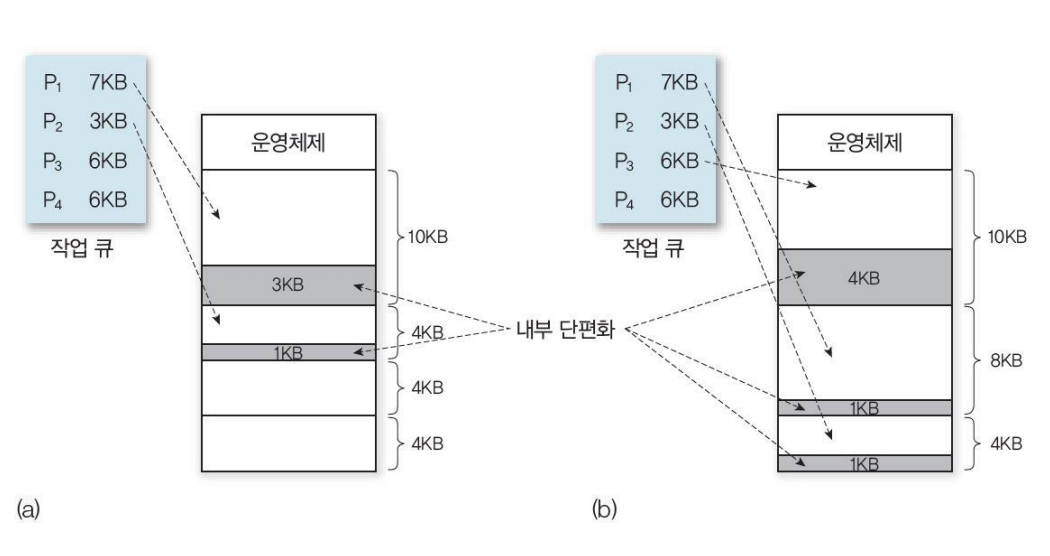 P₁ 7KB
P₂ 3KB
P₃ 6KB
P₄ 6KB
작업 큐
운영체제
10KB
3KB
4KB
1KB
4KB
4KB
(a)
내부 단편화
P₁ 7KB
P₂ 3KB
P₃ 6KB
P₄ 6KB
작업 큐
운영체제
10KB
4KB
8KB
1KB
4KB
1KB
(b)